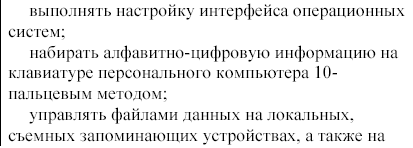 выполнять настройку интерфейса операционных
систем;
набирать алфавитно-цифровую информацию на
клавиатуре персонального компьютера 10-
пальцевым методом;
управлять файлами данных на локальных,
съемных запоминающих устройствах, а также на